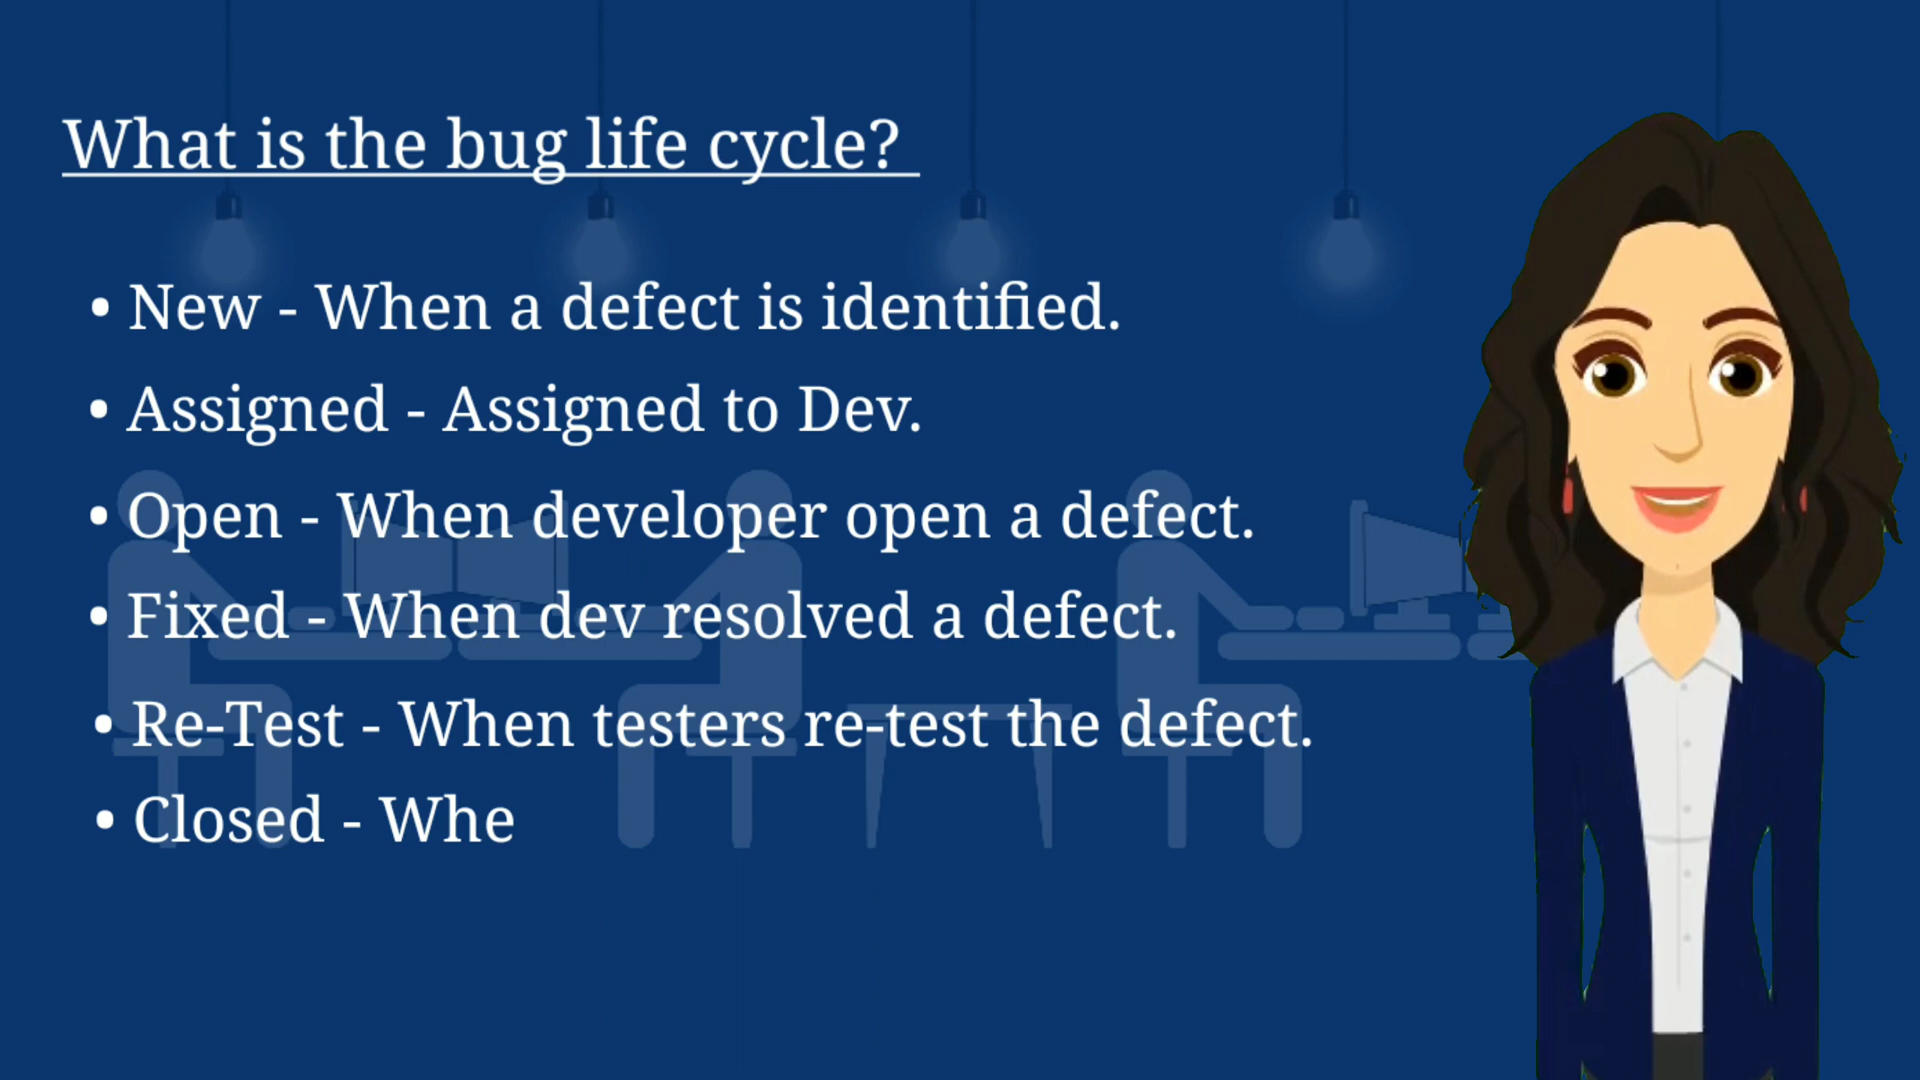 What is the bug life cycle?
• New - When a defect is identified.
• Assigned - Assigned to Dev.
• Open - When developer open a defect.
• Fixed - When dev resolved a defect.
• Re-Test - When testers re-test the defect.
• Closed - Whe